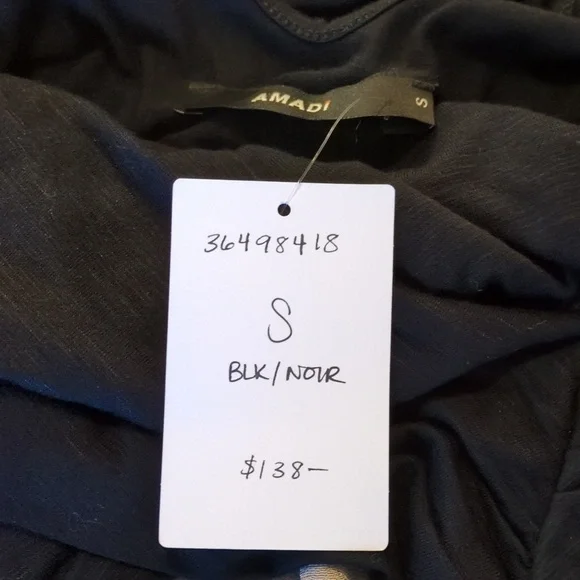 AMADI
S
36498418
S
BLK/NOIR
$138-